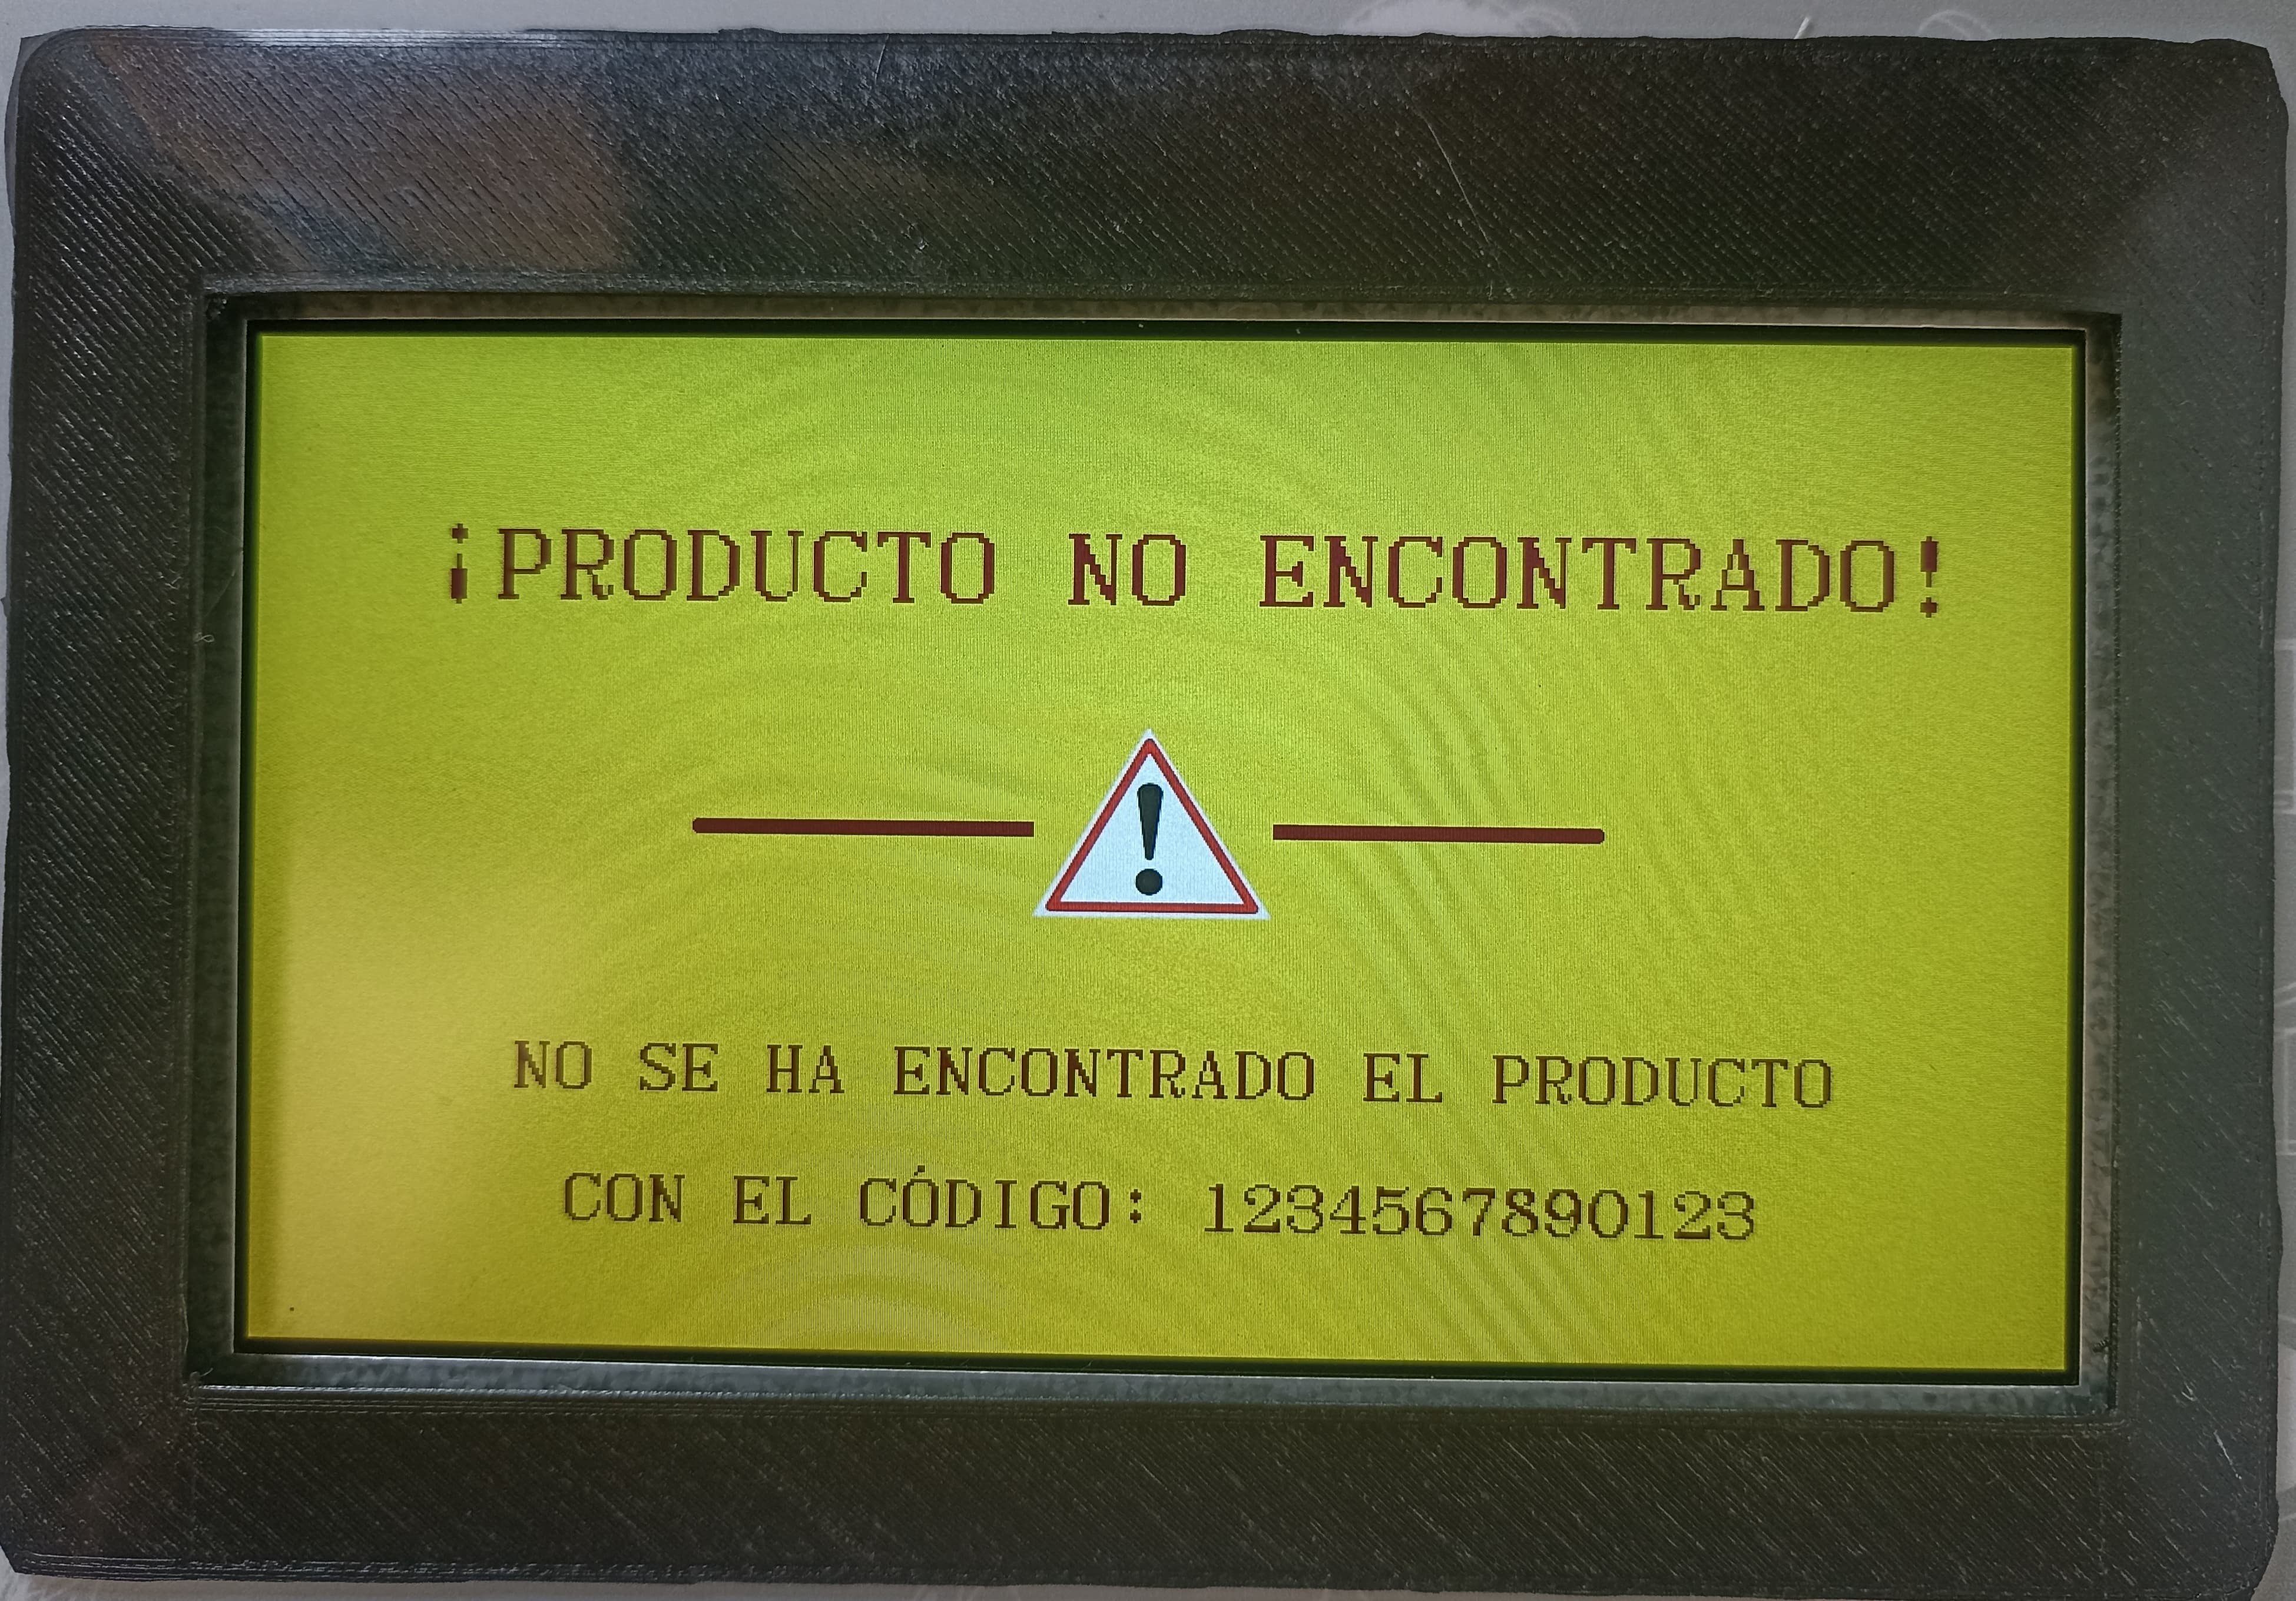 ¡PRODUCTO NO ENCONTRADO!
!
NO SE HA ENCONTRADO EL PRODUCTO
CON EL CÓDIGO: 1234567890123